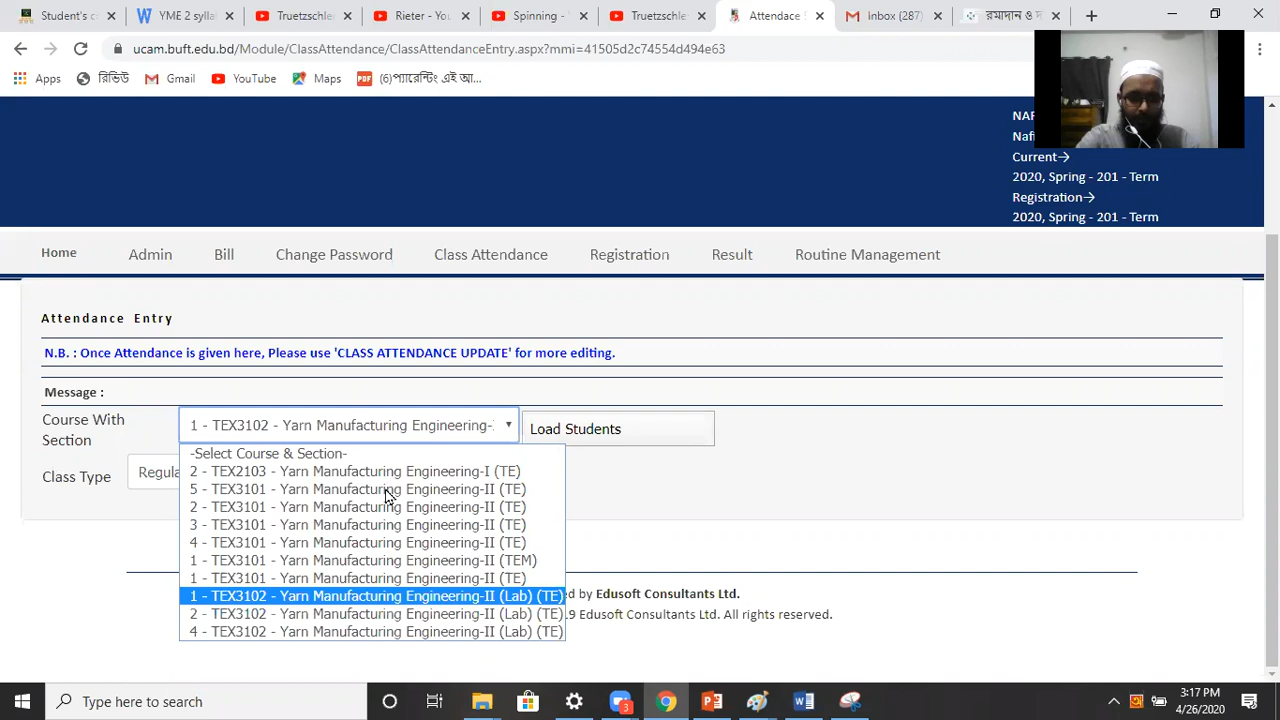 Student's c
YME 2 sylla
Truetzschle
Rieter - You
Spinning - 
Truetzschle
Attendace S
Inbox (287)
রমাদান ও দ
ucam.buft.edu.bd/Module/ClassAttendance/ClassAttendanceEntry.aspx?mmi=41505d2c74554d494e63
Apps
রিভিউ
Gmail
YouTube
Maps
(6)প্যারেন্টিং এই আ...
NAF
Nafi
Current→
2020, Spring - 201 - Term
Registration→
2020, Spring - 201 - Term
Home Admin Bill Change Password Class Attendance Registration Result Routine Management
Attendance Entry
N.B. : Once Attendance is given here, Please use 'CLASS ATTENDANCE UPDATE' for more editing.
Message :
Course With Section
1 - TEX3102 - Yarn Manufacturing Engineering-
Load Students
Class Type
Regula
-Select Course & Section-
2 - TEX2103 - Yarn Manufacturing Engineering-I (TE)
5 - TEX3101 - Yarn Manufacturing Engineering-II (TE)
2 - TEX3101 - Yarn Manufacturing Engineering-II (TE)
3 - TEX3101 - Yarn Manufacturing Engineering-II (TE)
4 - TEX3101 - Yarn Manufacturing Engineering-II (TE)
1 - TEX3101 - Yarn Manufacturing Engineering-II (TEM)
1 - TEX3101 - Yarn Manufacturing Engineering-II (TE)
1 - TEX3102 - Yarn Manufacturing Engineering-II (Lab) (TE)
2 - TEX3102 - Yarn Manufacturing Engineering-II (Lab) (TE)
4 - TEX3102 - Yarn Manufacturing Engineering-II (Lab) (TE)
ed by Edusoft Consultants Ltd.
19 Edusoft Consultants Ltd. All rights reserved.
Type here to search
3
3:17 PM
4/26/2020